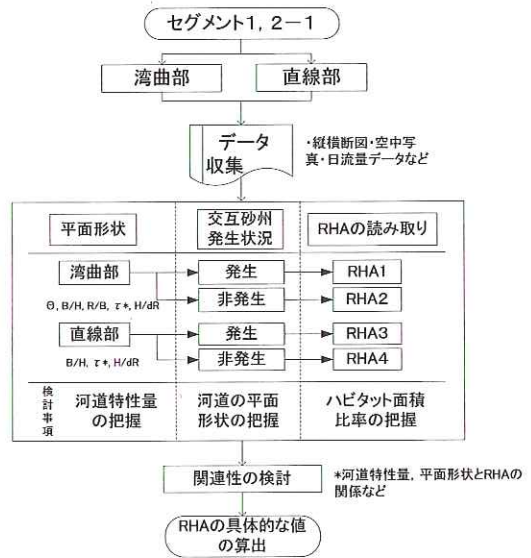 セグメント1, 2－1
湾曲部
直線部
データ
収集
・縦横断図・空中写
真・日流量データなど
平面形状
交互砂州
発生状況
RHAの読み取り
湾曲部
発生
RHA1
非発生
RHA2
Θ, B/H, R/B, τ*, H/dR
直線部
発生
RHA3
非発生
RHA4
B/H, τ*, H/dR
検討事項
河道特性量
の把握
河道の平面
形状の把握
ハビタット面積
比率の把握
関連性の検討
*河道特性量, 平面形状とRHAの
関係など
RHAの具体的な値
の算出